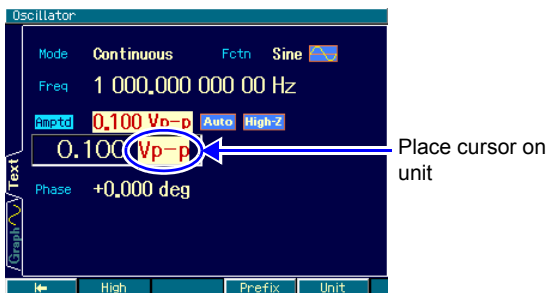 Oscillator
Mode Continuous Fctn Sine
Freq 1 000.000 000 00 Hz
Amptd 0.100 Vp-p Auto High-Z
0.100 Vp-p
Place cursor on
unit
Phase +0.000 deg
Text
/Graph
High Prefix Unit